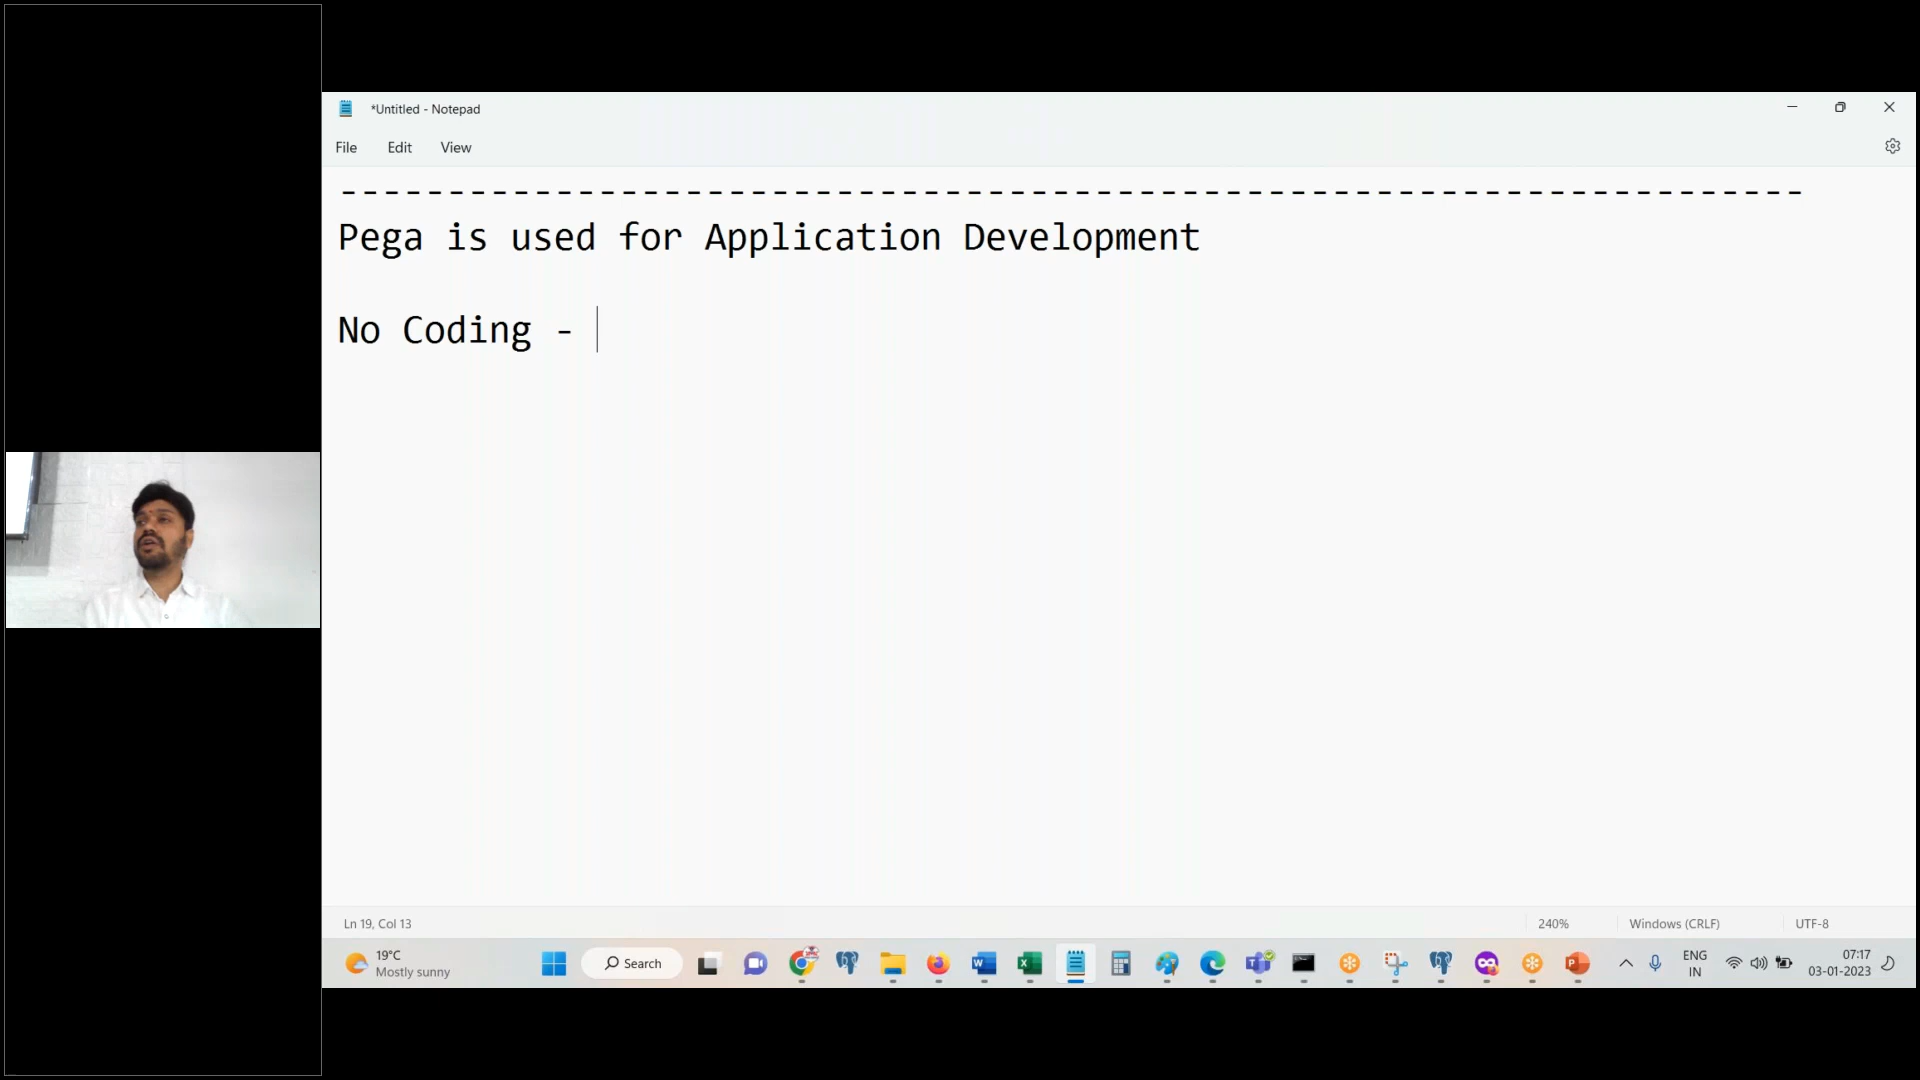 *Untitled - Notepad
File Edit View
--------------------------------------------------------------------
Pega is used for Application Development
No Coding -
Ln 19, Col 13
240%
Windows (CRLF)
UTF-8
19°C
Mostly sunny
Search
ENG
IN
07:17
03-01-2023